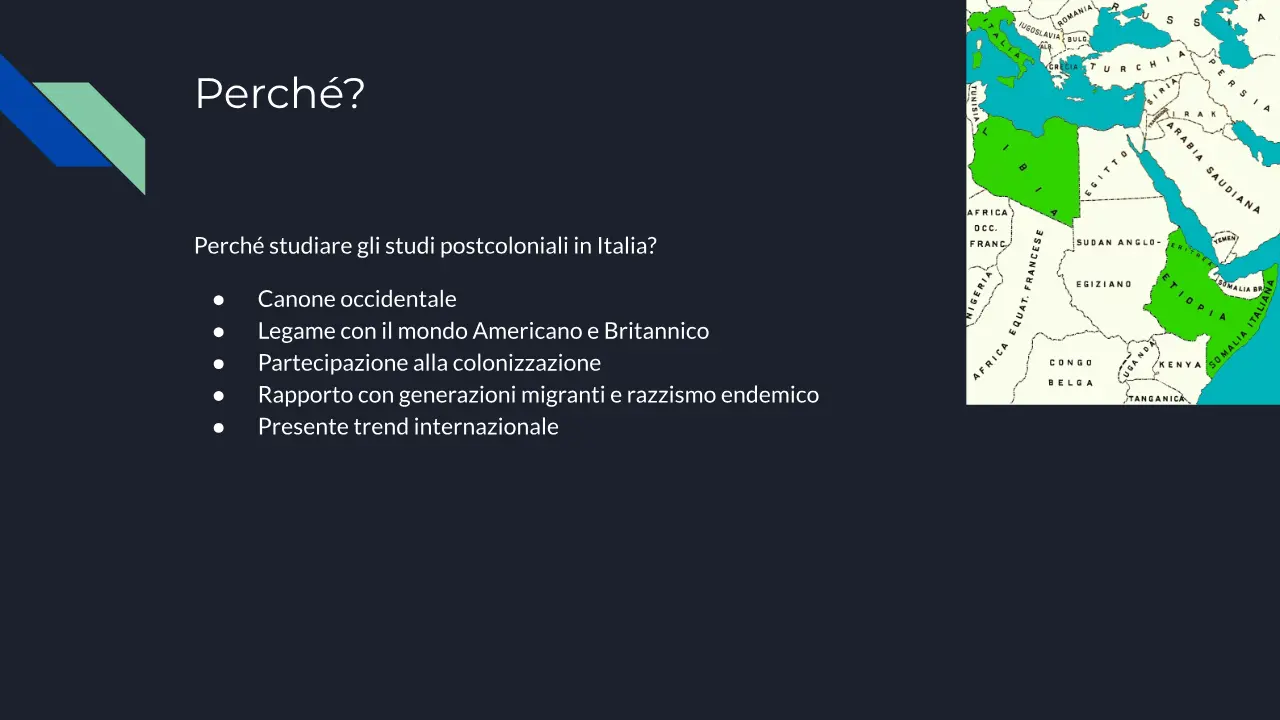 Perché?
Perché studiare gli studi postcoloniali in Italia?
● Canone occidentale
● Legame con il mondo Americano e Britannico
● Partecipazione alla colonizzazione
● Rapporto con generazioni migranti e razzismo endemico
● Presente trend internazionale
RUSSIA
ROMANIA
IUGOSLAVIA
BULG.
ALB.
ITALIA
GRECIA
TURCHIA
PERSIA
SIRIA
IRAK
TUNISIA
LIBIA
EGITTO
ARABIA SAUDIANA
AFRICA
OCC.
FRANC.
SUDAN ANGLO-
EGIZIANO
ERITREA
YEMEN
ETIOPIA
SOMALIA BR.
SOMALIA ITALIANA
NIGERIA
AFRICA EQUAT. FRANCESE
CONGO
BELGA
UGANDA
KENYA
TANGANICA